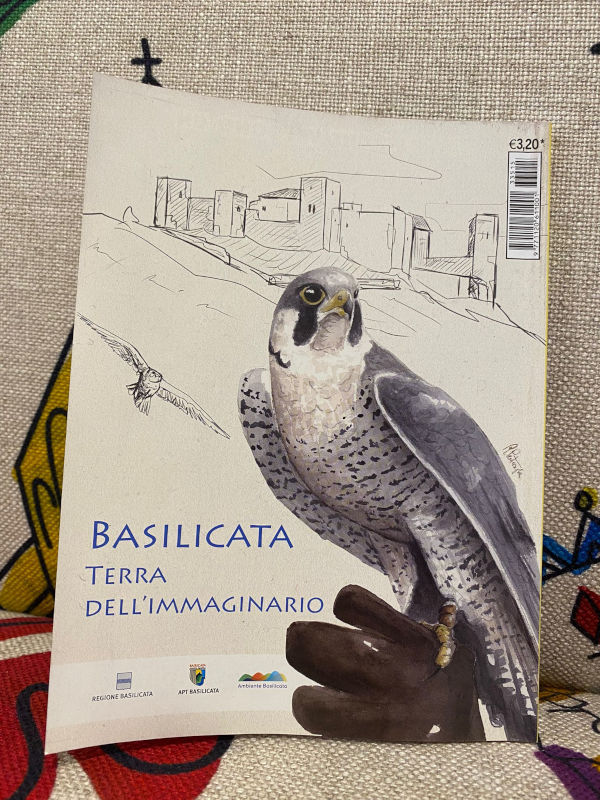 €3,20*
BASILICATA
TERRA
DELL'IMMAGINARIO
REGIONE BASILICATA
APT BASILICATA
Ambiente Basilicata